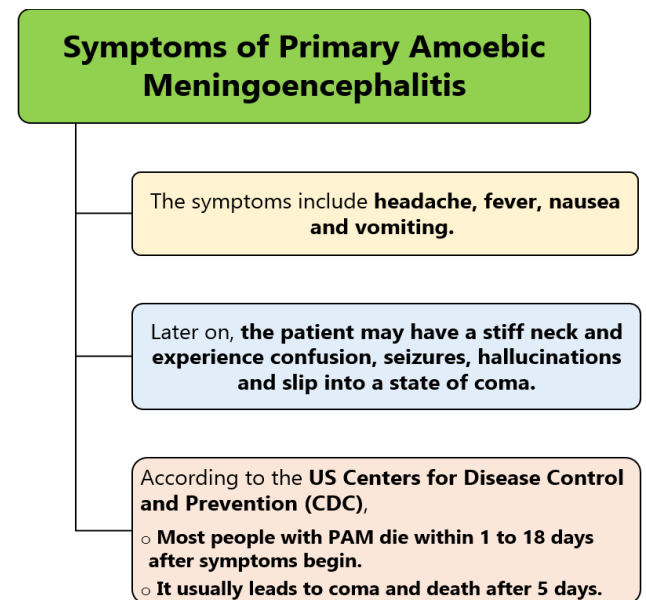 Symptoms of Primary Amoebic
Meningoencephalitis
The symptoms include headache, fever, nausea
and vomiting.
Later on, the patient may have a stiff neck and
experience confusion, seizures, hallucinations
and slip into a state of coma.
According to the US Centers for Disease Control
and Prevention (CDC),
○ Most people with PAM die within 1 to 18 days
after symptoms begin.
○ It usually leads to coma and death after 5 days.